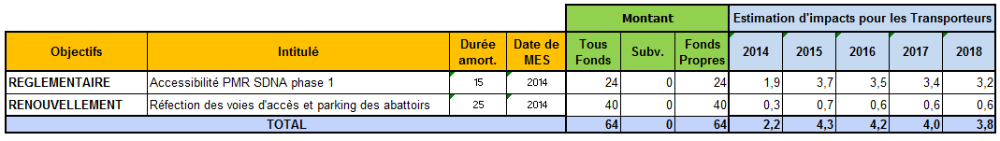 Montant Estimation d'impacts pour les Transporteurs
Objectifs Intitulé Durée amort. Date de MES Tous Fonds Subv. Fonds Propres 2014 2015 2016 2017 2018
REGLEMENTAIRE Accessibilité PMR SDNA phase 1 15 2014 24 0 24 1,9 3,7 3,5 3,4 3,2
RENOUVELLEMENT Réfection des voies d'accès et parking des abattoirs 25 2014 40 0 40 0,3 0,7 0,6 0,6 0,6
TOTAL 64 0 64 2,2 4,3 4,2 4,0 3,8